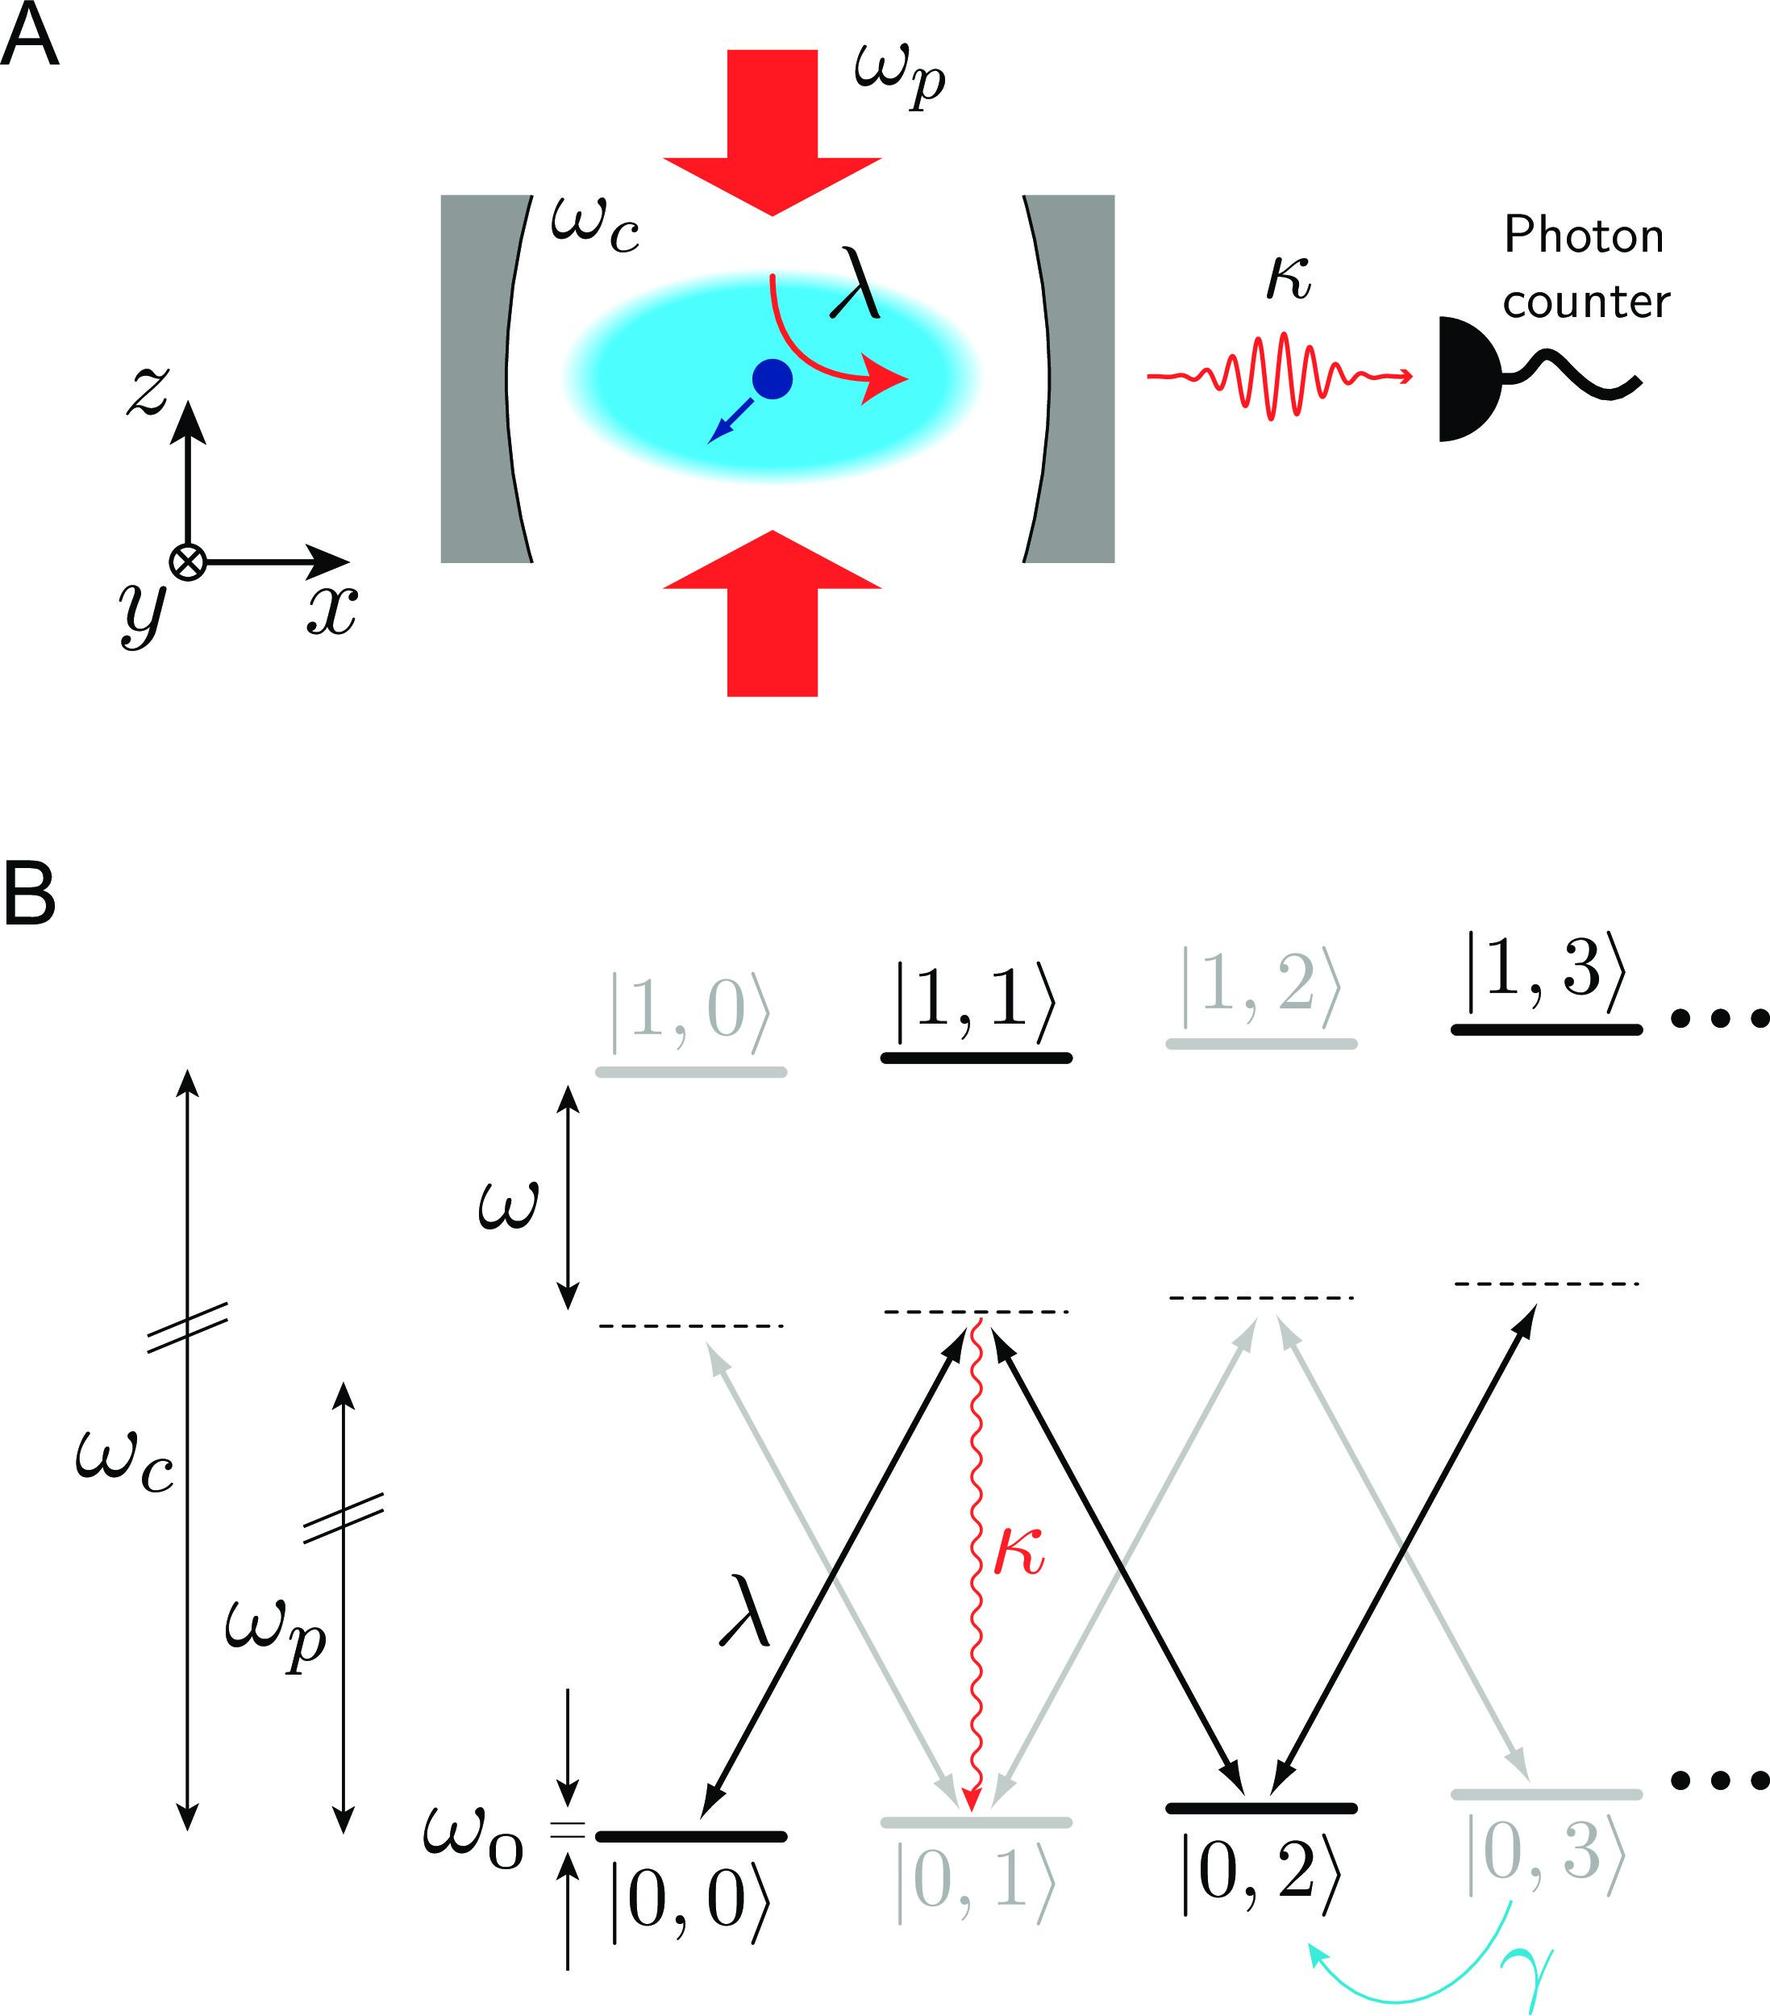 A
ωp
ωc
λ
κ
Photon
counter
z
y
x
B
|1, 0⟩
|1, 1⟩
|1, 2⟩
|1, 3⟩
•••
ω
ωc
κ
λ
ωp
•••
ω0
|0, 0⟩
|0, 1⟩
|0, 2⟩
|0, 3⟩
γ